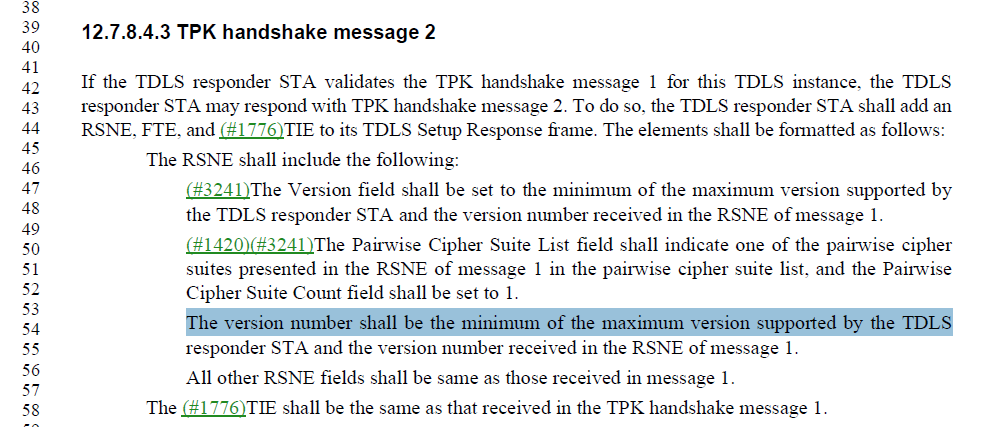 38
39 12.7.8.4.3 TPK handshake message 2
40
41
42 If the TDLS responder STA validates the TPK handshake message 1 for this TDLS instance, the TDLS
43 responder STA may respond with TPK handshake message 2. To do so, the TDLS responder STA shall add an
44 RSNE, FTE, and (#1776)TIE to its TDLS Setup Response frame. The elements shall be formatted as follows:
45
46 The RSNE shall include the following:
47 (#3241)The Version field shall be set to the minimum of the maximum version supported by
48 the TDLS responder STA and the version number received in the RSNE of message 1.
49
50 (#1420)(#3241)The Pairwise Cipher Suite List field shall indicate one of the pairwise cipher
51 suites presented in the RSNE of message 1 in the pairwise cipher suite list, and the Pairwise
52 Cipher Suite Count field shall be set to 1.
53
54 The version number shall be the minimum of the maximum version supported by the TDLS
55 responder STA and the version number received in the RSNE of message 1.
56 All other RSNE fields shall be same as those received in message 1.
57
58 The (#1776)TIE shall be the same as that received in the TPK handshake message 1.